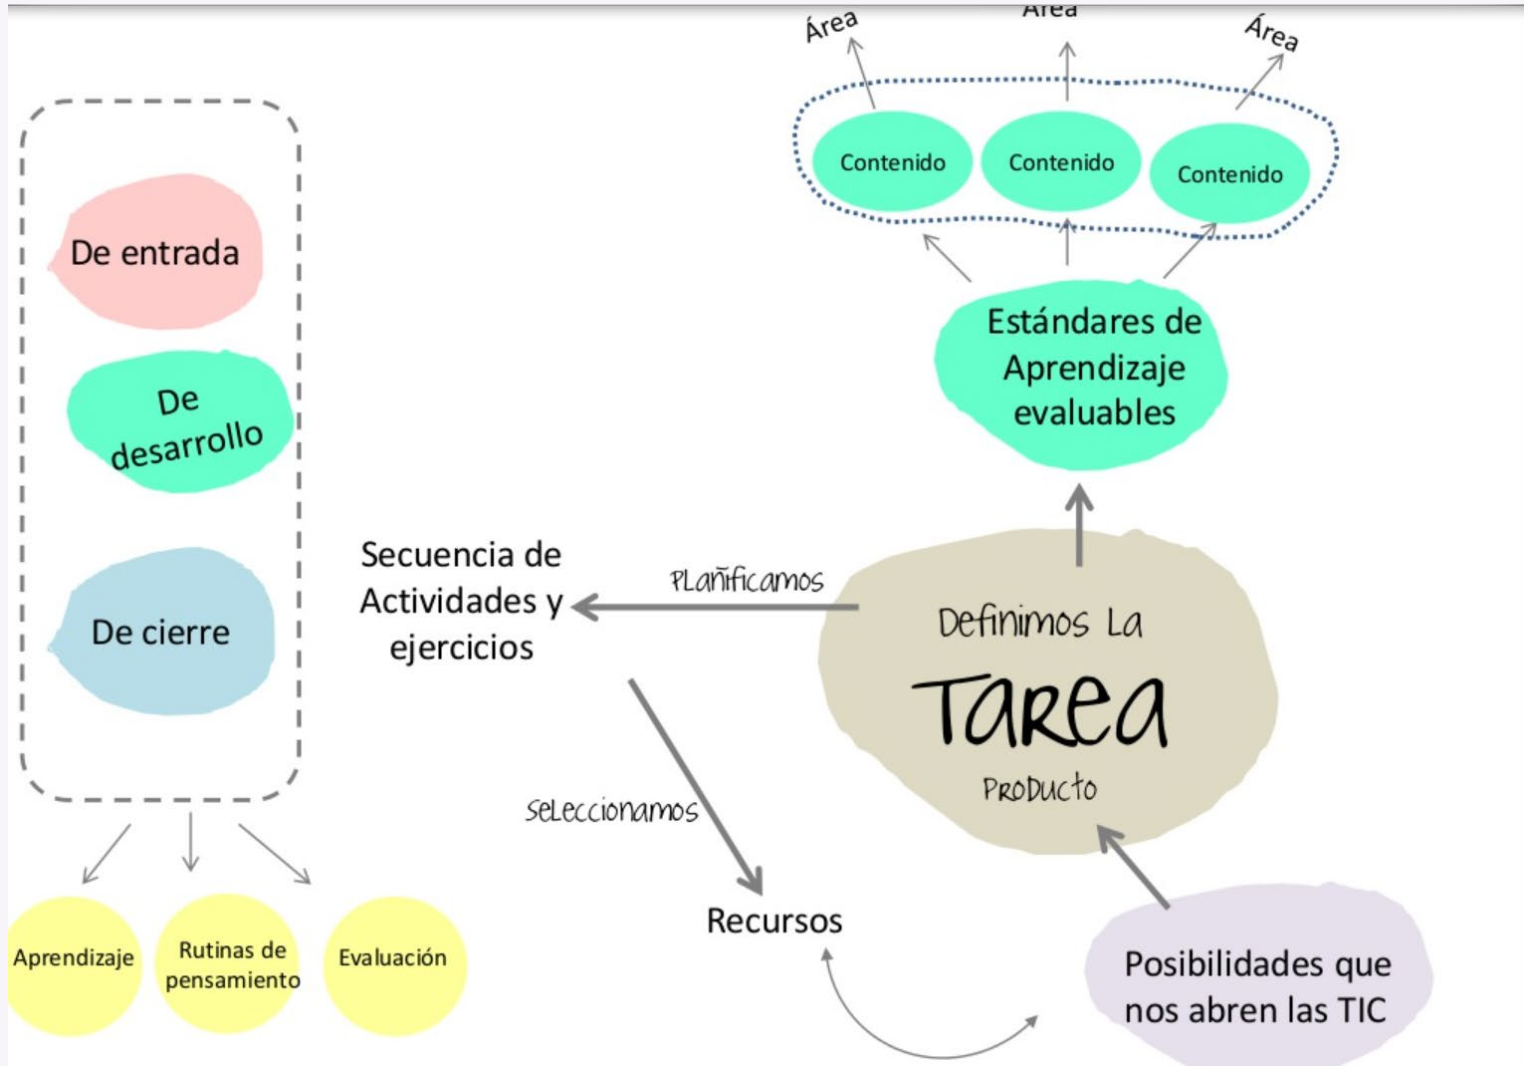 Área
Área
Área
Contenido
Contenido
Contenido
Estándares de
Aprendizaje
evaluables
De entrada
De
desarrollo
De cierre
Secuencia de
Actividades y
ejercicios
Planificamos
Definimos la
Tarea
Producto
Seleccionamos
Recursos
Posibilidades que
nos abren las TIC
Aprendizaje
Rutinas de
pensamiento
Evaluación